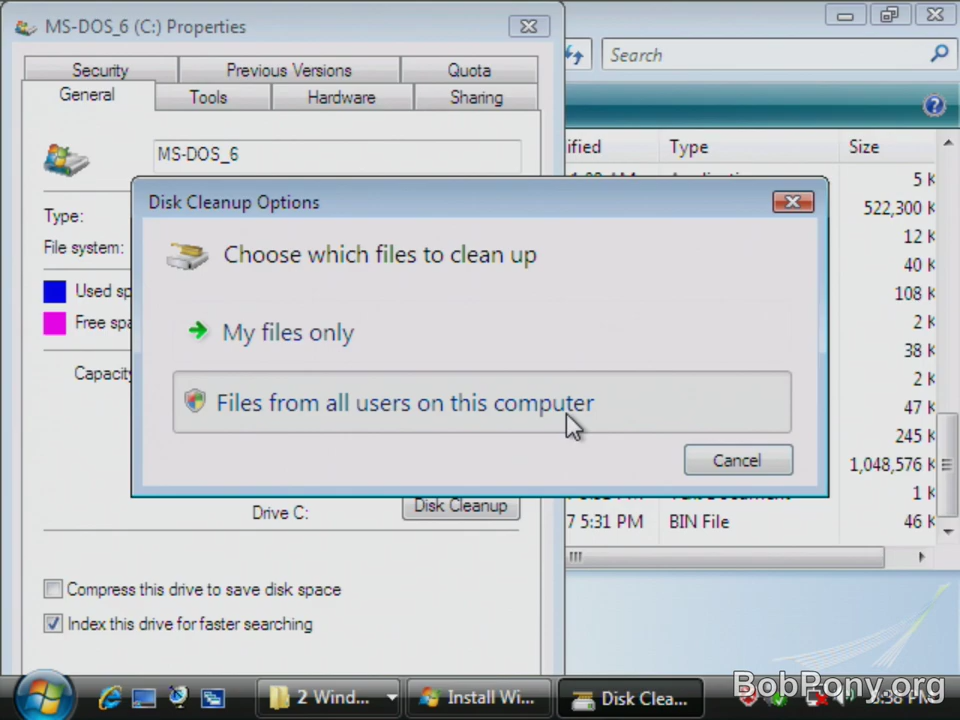 MS-DOS_6 (C:) Properties
Search
Security
Previous Versions
Quota
General
Tools
Hardware
Sharing
MS-DOS_6
ified
Type
Size
Type:
File system:
Used sp
Free spa
Capacity
5 K
522,300 K
12 K
40 K
108 K
2 K
38 K
2 K
47 K
245 K
1,048,576 K
1 K
7 5:31 PM
BIN File
46 K
Disk Cleanup Options
Choose which files to clean up
My files only
Files from all users on this computer
Cancel
Drive C:
Disk Cleanup
Compress this drive to save disk space
Index this drive for faster searching
2 Wind...
Install Wi...
Disk Clea...
BobPony.org